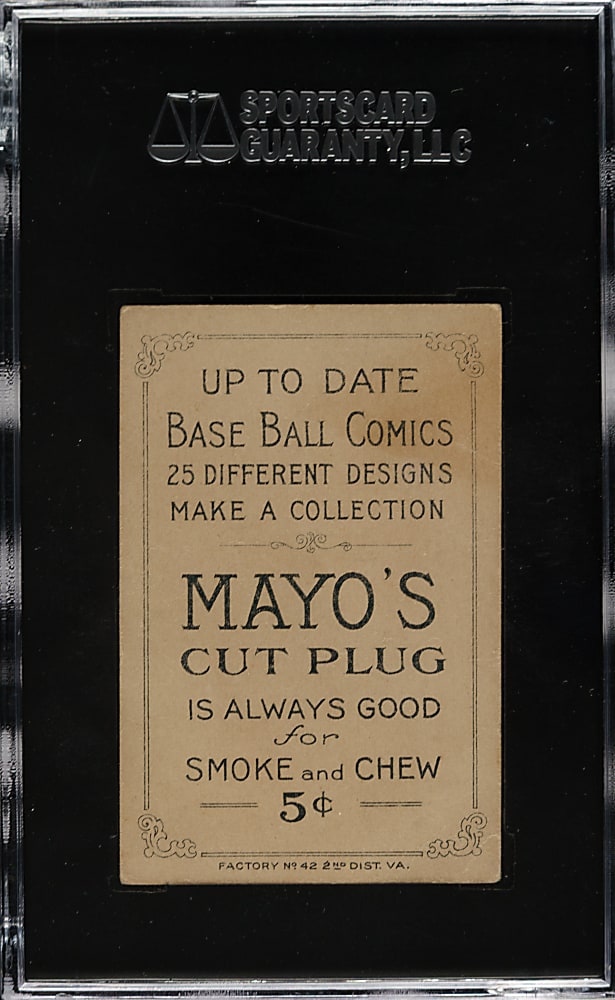 SPORTSCARD
GUARANTY, LLC
UP TO DATE
BASE BALL COMICS
25 DIFFERENT DESIGNS
MAKE A COLLECTION
MAYO'S
CUT PLUG
IS ALWAYS GOOD
for
SMOKE and CHEW
5¢
FACTORY Nº 42 2ND DIST. VA.